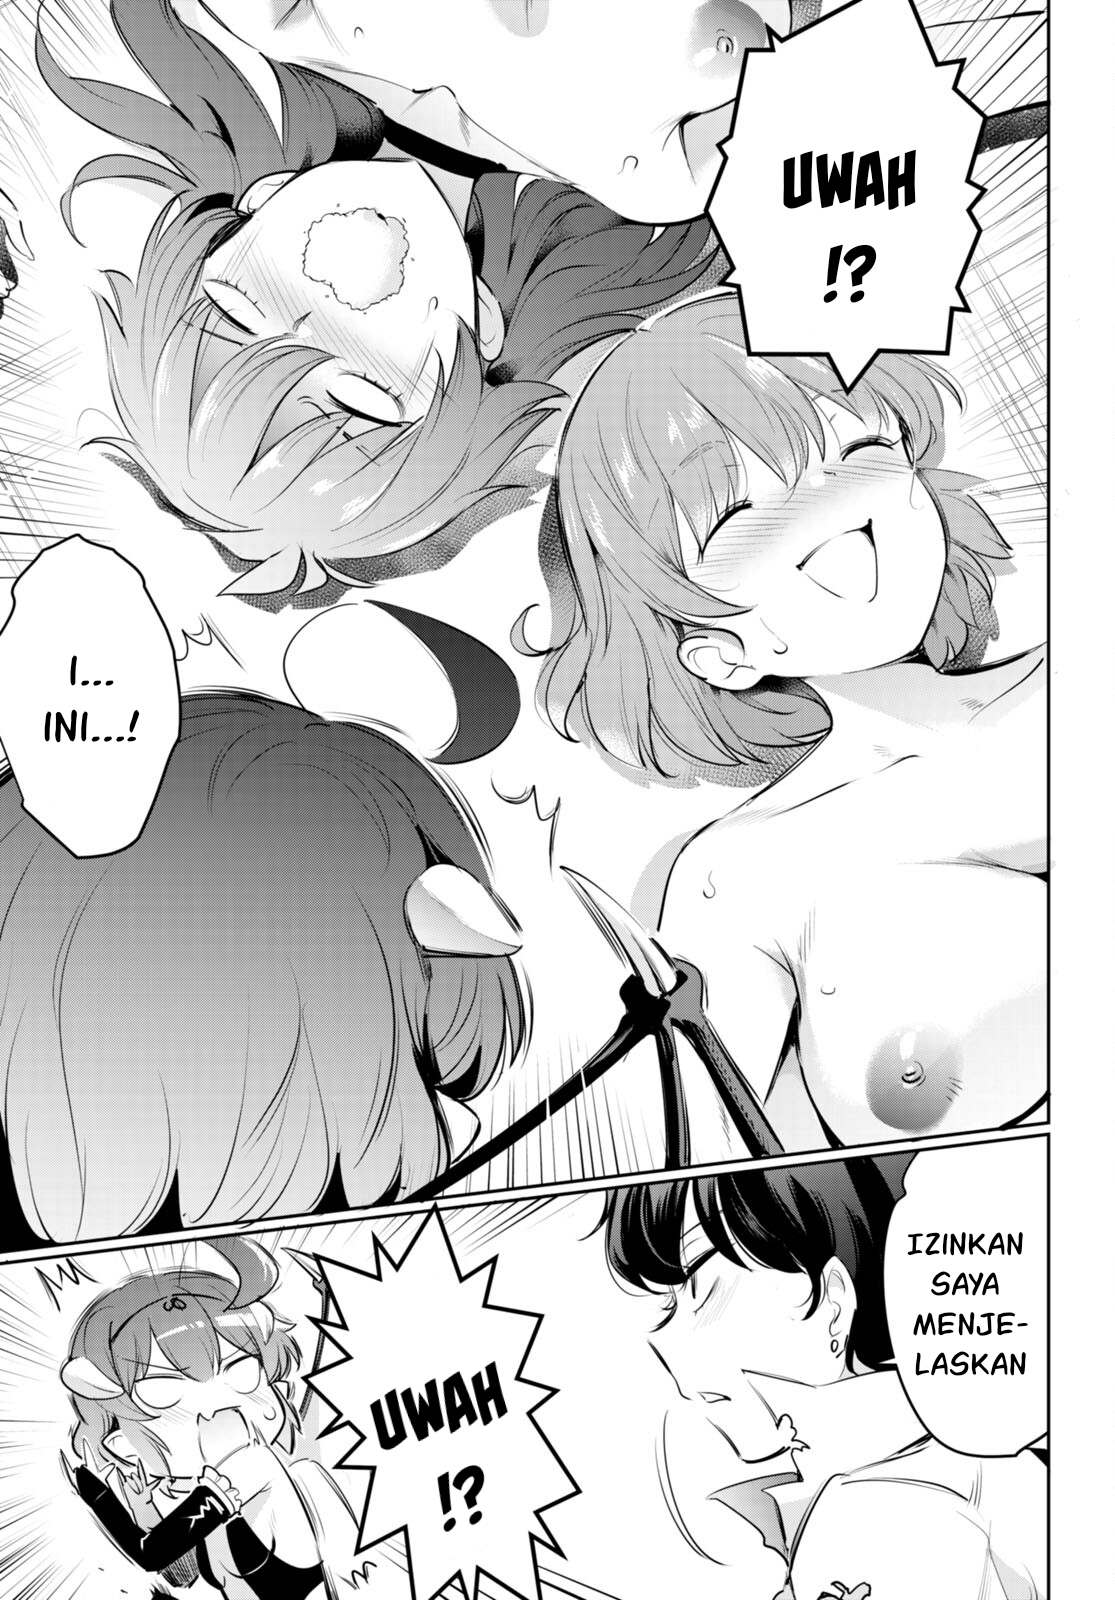 UWAH
!?
I...
INI...!
IZINKAN
SAYA
MENJE-
LASKAN
UWAH
!?